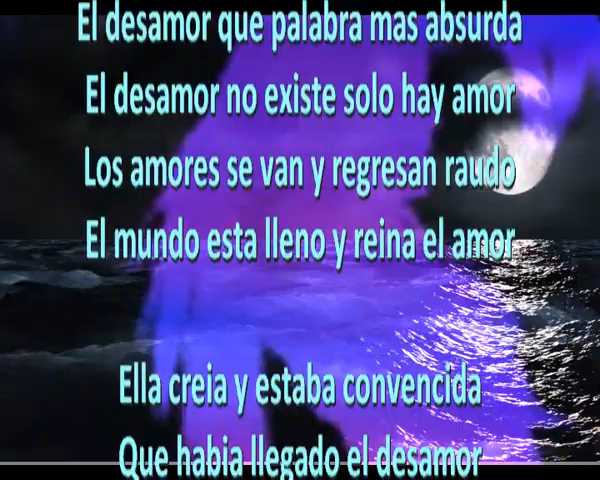 El desamor que palabra mas absurda
El desamor no existe solo hay amor
Los amores se van y regresan raudo
El mundo esta lleno y reina el amor
Ella creia y estaba convencida
Que habia llegado el desamor